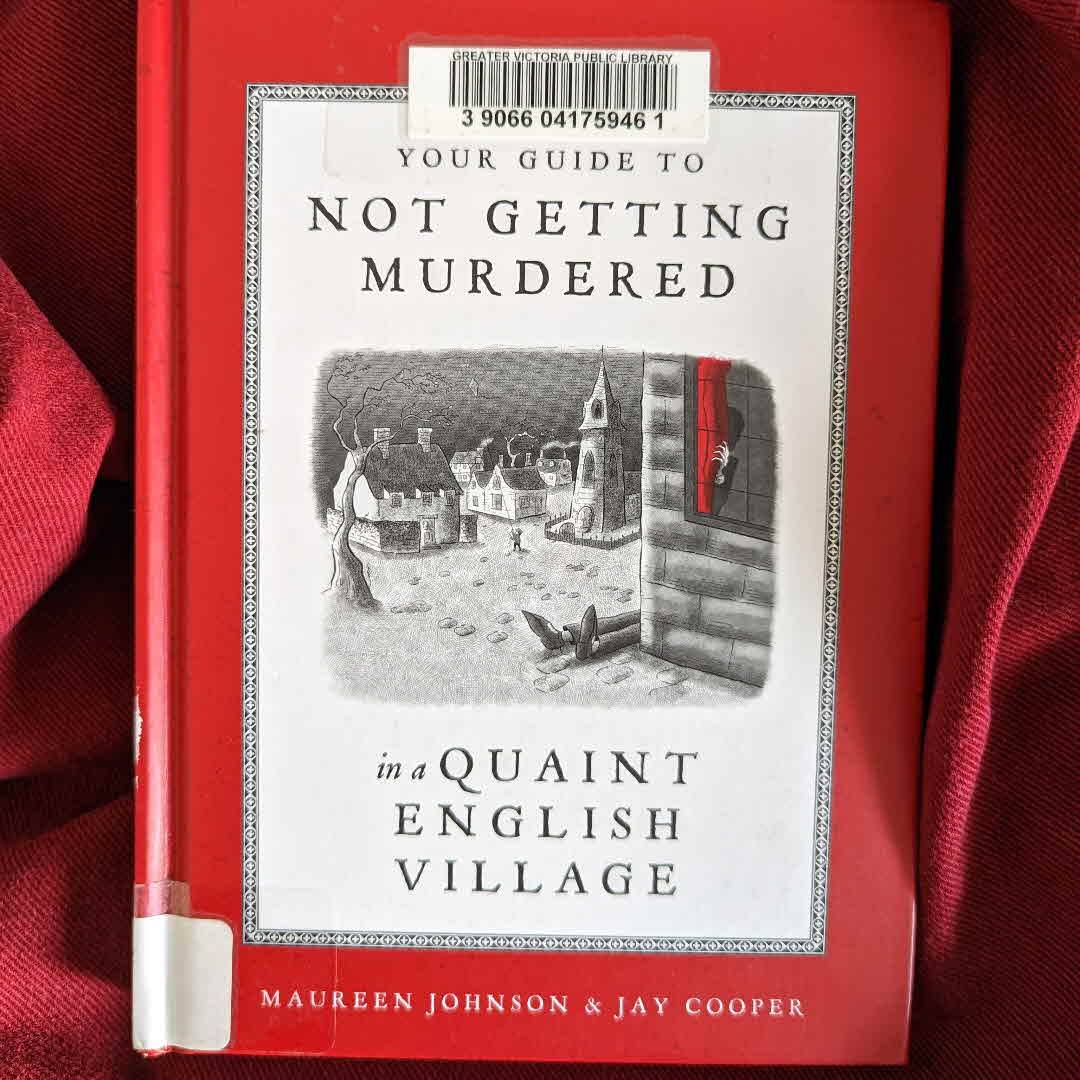 GREATER VICTORIA PUBLIC LIBRARY
3 9066 04175946 1
YOUR GUIDE TO
NOT GETTING
MURDERED
in a QUAINT
ENGLISH
VILLAGE
MAUREEN JOHNSON & JAY COOPER